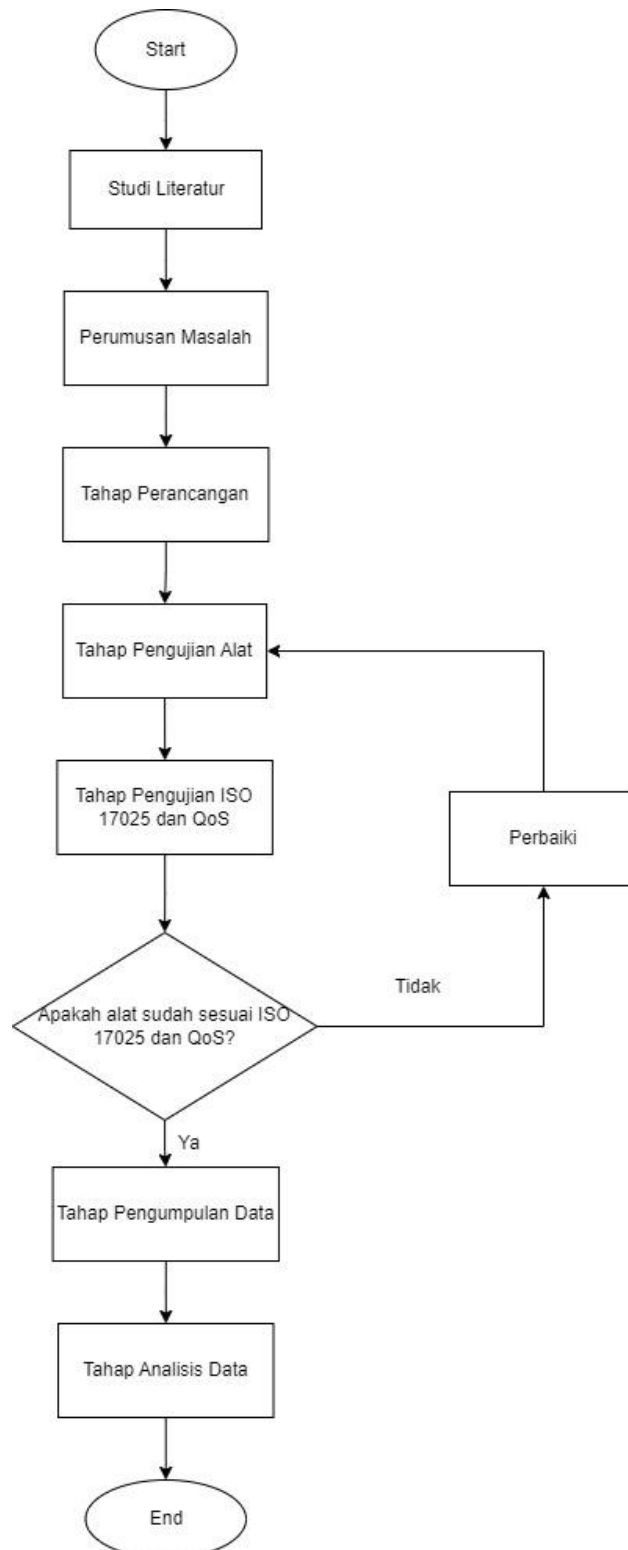 Start
Studi Literatur
Perumusan Masalah
Tahap Perancangan
Tahap Pengujian Alat
Tahap Pengujian ISO
17025 dan QoS
Perbaiki
Apakah alat sudah sesuai ISO
17025 dan QoS?
Tidak
Ya
Tahap Pengumpulan Data
Tahap Analisis Data
End